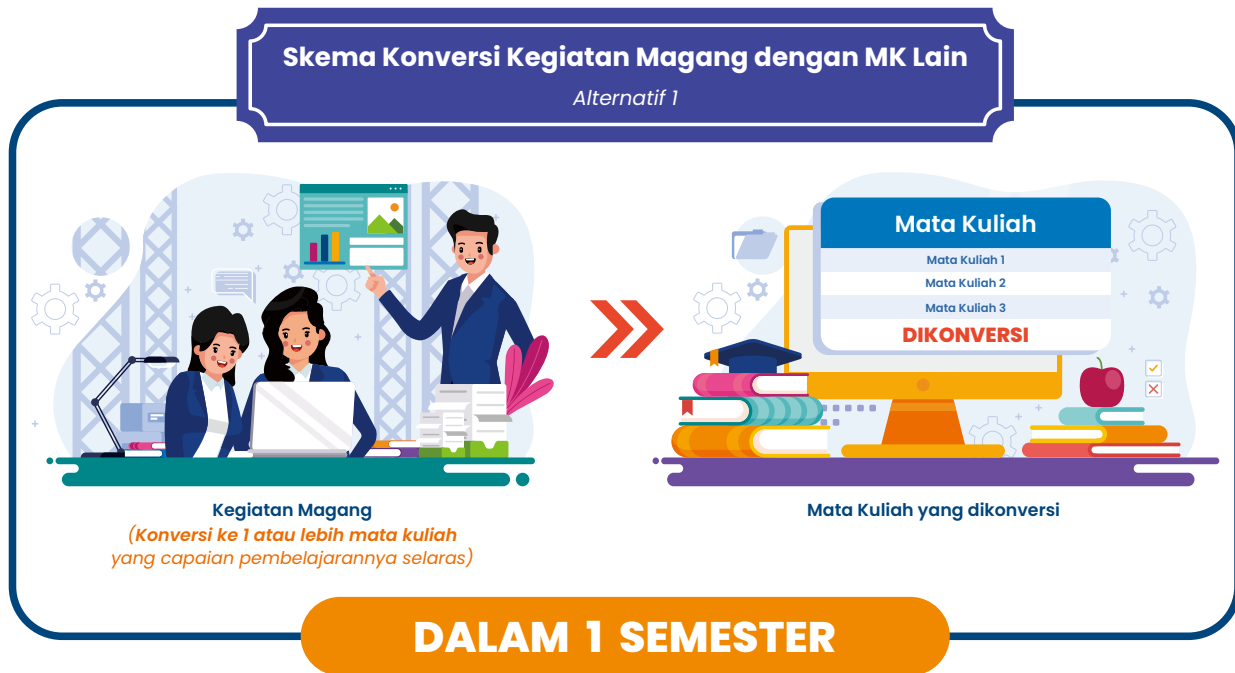 Skema Konversi Kegiatan Magang dengan MK Lain
Alternatif 1
Mata Kuliah
Mata Kuliah 1
Mata Kuliah 2
Mata Kuliah 3
DIKONVERSI
Kegiatan Magang
(Konversi ke 1 atau lebih mata kuliah
yang capaian pembelajarannya selaras)
Mata Kuliah yang dikonversi
DALAM 1 SEMESTER